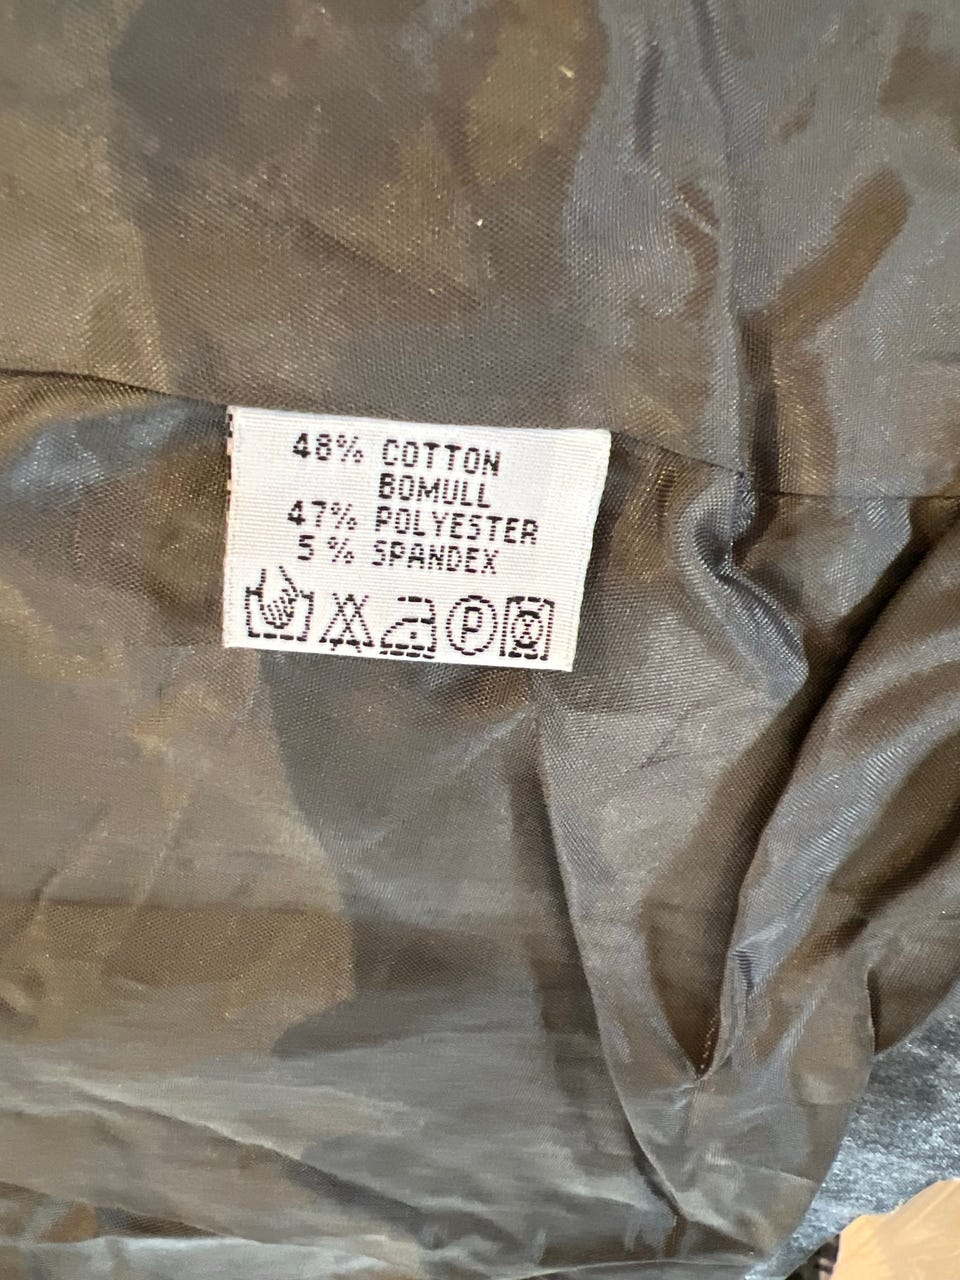 48% COTTON
BOMULL
47% POLYESTER
5% SPANDEX
P